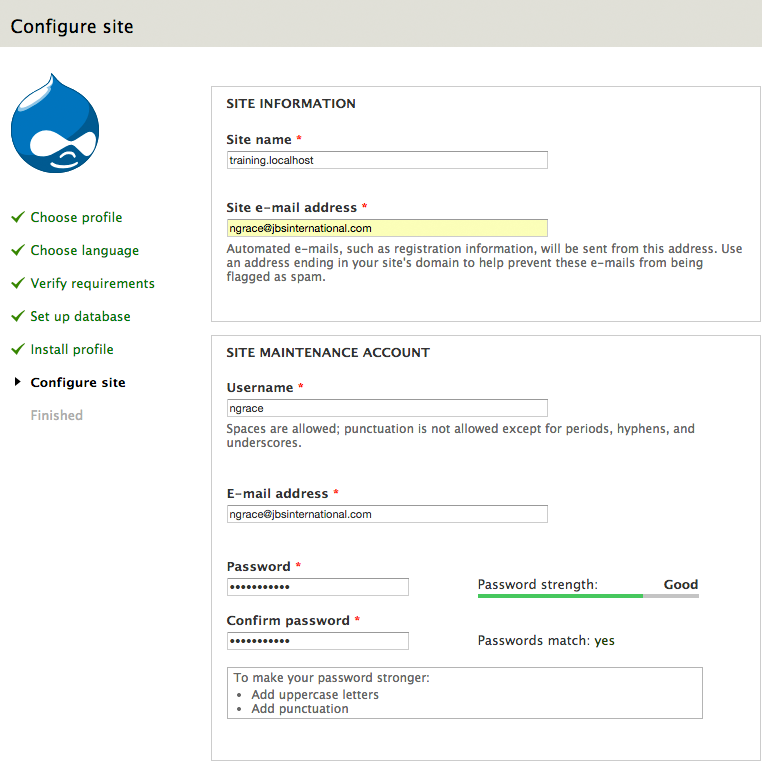 Configure site
Choose profile
Choose language
Verify requirements
Set up database
Install profile
Configure site
Finished
SITE INFORMATION
Site name *
training.localhost
Site e-mail address *
ngrace@jbsinternational.com
Automated e-mails, such as registration information, will be sent from this address. Use
an address ending in your site's domain to help prevent these e-mails from being
flagged as spam.
SITE MAINTENANCE ACCOUNT
Username *
ngrace
Spaces are allowed; punctuation is not allowed except for periods, hyphens, and
underscores.
E-mail address *
ngrace@jbsinternational.com
Password *
•••••••••••
Password strength: Good
Confirm password *
•••••••••••
Passwords match: yes
To make your password stronger:
• Add uppercase letters
• Add punctuation